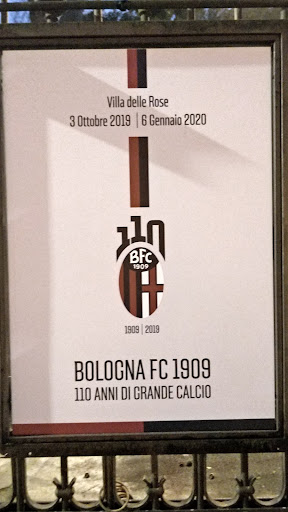 Villa delle Rose
3 Ottobre 2019 | 6 Gennaio 2020
110
BFC
1909
1909 | 2019
BOLOGNA FC 1909
110 ANNI DI GRANDE CALCIO